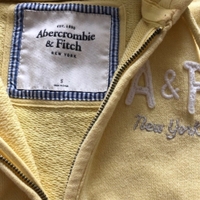 EST. 1892
Abercrombie
& Fitch
NEW YORK
S
A & F
New York